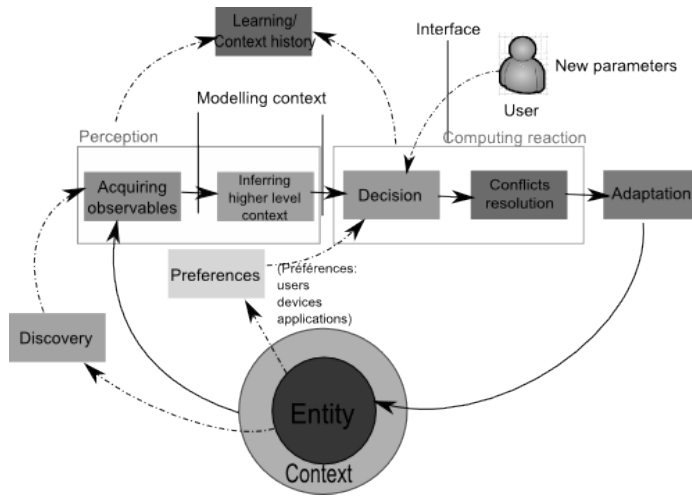 Learning/
Context history
Interface
New parameters
User
Modelling context
Perception
Computing reaction
Acquiring
observables
Inferring
higher level
context
Decision
Conflicts
resolution
Adaptation
Preferences
(Préférences:
users
devices
applications)
Discovery
Entity
Context